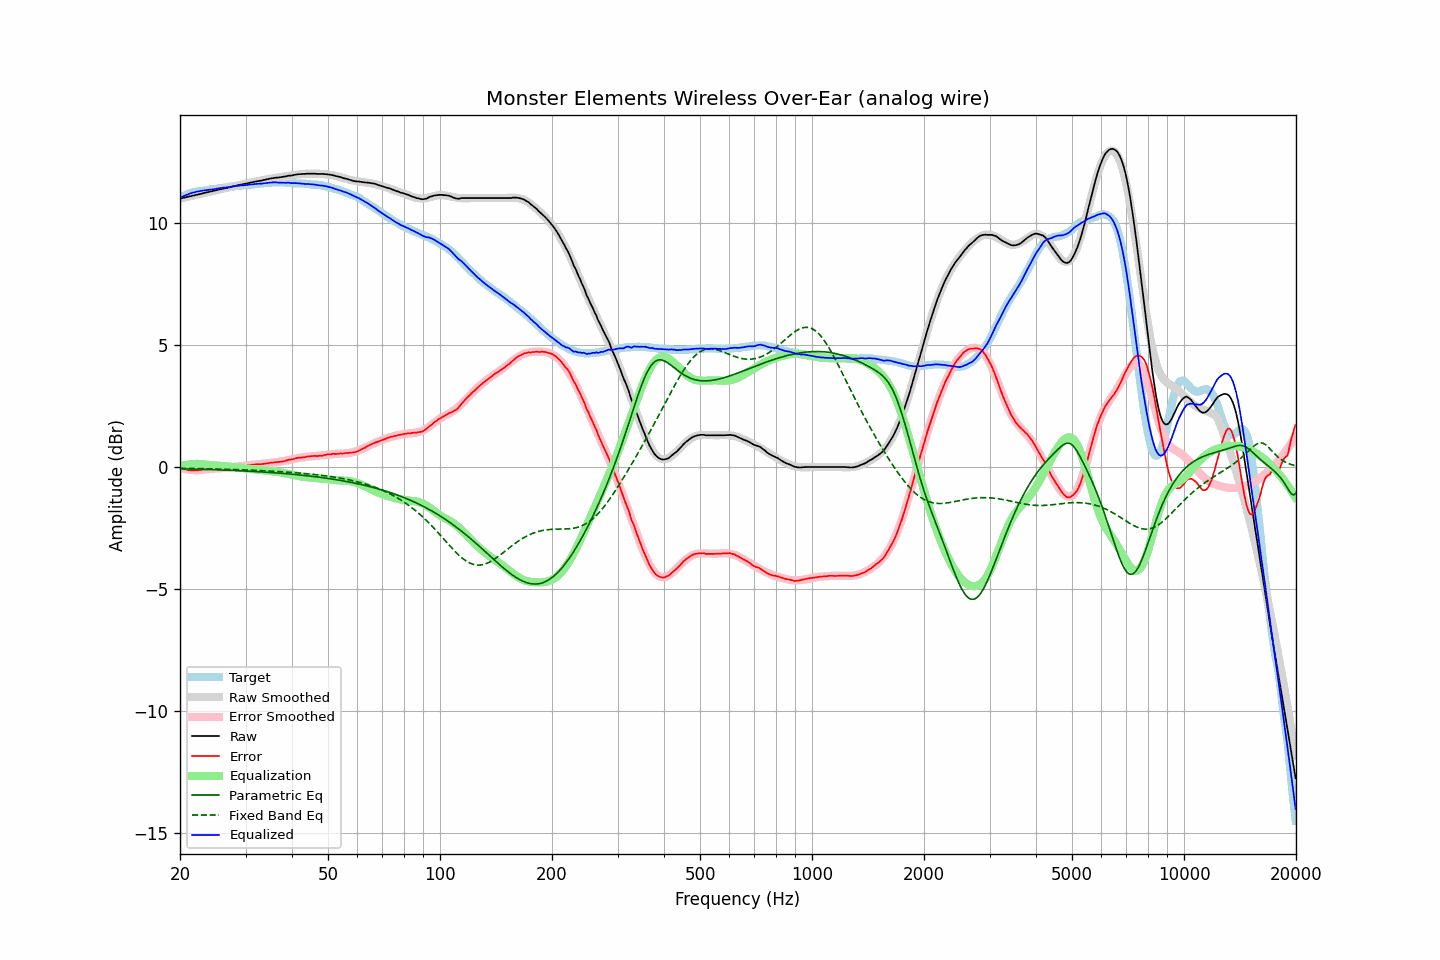 Monster Elements Wireless Over-Ear (analog wire)
Amplitude (dBr)
10
5
0
−5
−10
−15
Target
Raw Smoothed
Error Smoothed
Raw
Error
Equalization
Parametric Eq
Fixed Band Eq
Equalized
20 50 100 200 500 1000 2000 5000 10000 20000
Frequency (Hz)